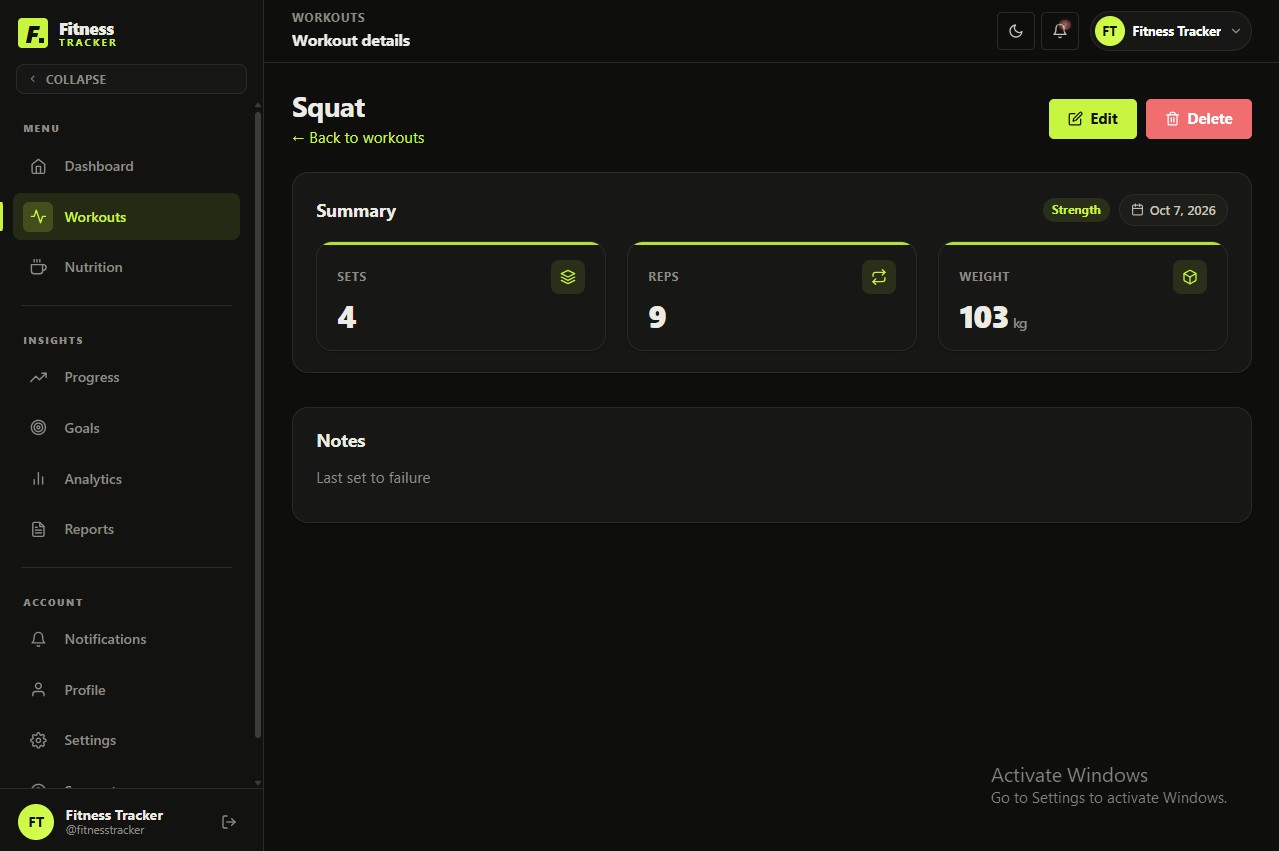 F.
Fitness
TRACKER
COLLAPSE
MENU
Dashboard
Workouts
Nutrition
INSIGHTS
Progress
Goals
Analytics
Reports
ACCOUNT
Notifications
Profile
Settings
FT
Fitness Tracker
@fitnesstracker
WORKOUTS
Workout details
FT Fitness Tracker
Squat
← Back to workouts
Edit
Delete
Summary
Strength
Oct 7, 2026
SETS
4
REPS
9
WEIGHT
103 kg
Notes
Last set to failure
Activate Windows
Go to Settings to activate Windows.